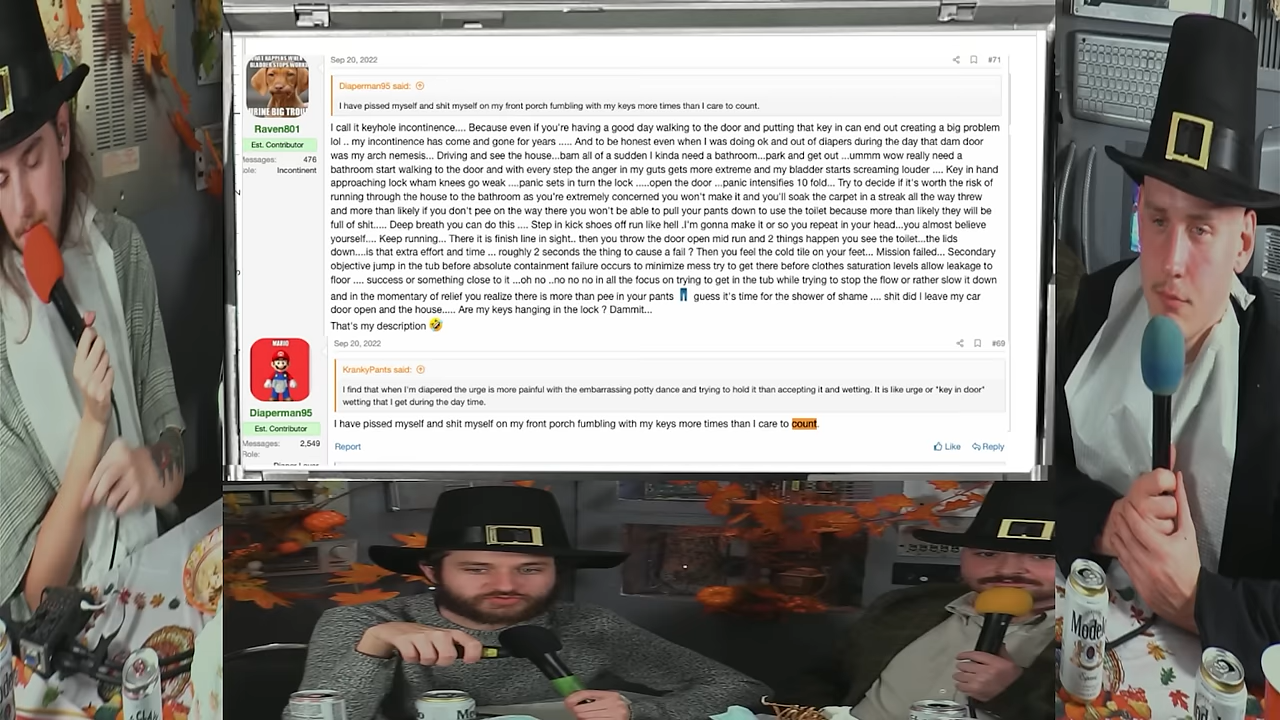 WHAT HAPPENS WHEN
BLADDER STOPS WORKING
URINE BIG TROU
Raven801
Est. Contributor
Messages: 476
Role: Incontinent
Sep 20, 2022
#71
Diaperman95 said:
I have pissed myself and shit myself on my front porch fumbling with my keys more times than I care to count.
I call it keyhole incontinence.... Because even if you're having a good day walking to the door and putting that key in can end out creating a big problem
lol .. my incontinence has come and gone for years ..... And to be honest even when I was doing ok and out of diapers during the day that darn door
was my arch nemesis... Driving and see the house...bam all of a sudden I kinda need a bathroom...park and get out ...ummm wow really need a
bathroom start walking to the door and with every step the anger in my guts gets more extreme and my bladder starts screaming louder .... Key in hand
approaching lock wham knees go weak ....panic sets in turn the lock .....open the door ...panic intensifies 10 fold... Try to decide if it's worth the risk of
running through the house to the bathroom as you're extremely concerned you won't make it and you'll soak the carpet in a streak all the way threw
and more than likely if you don't pee on the way there you won't be able to pull your pants down to use the toilet because more than likely they will be
full of shit..... Deep breath you can do this .... Step in kick shoes off run like hell .I'm gonna make it or so you repeat in your head...you almost believe
yourself.... Keep running... There it is finish line in sight.. then you throw the door open mid run and 2 things happen you see the toilet...the lids
down....is that extra effort and time ... roughly 2 seconds the thing to cause a fail ? Then you feel the cold tile on your feet... Mission failed... Secondary
objective jump in the tub before absolute containment failure occurs to minimize mess try to get there before clothes saturation levels allow leakage to
floor .... success or something close to it ...oh no ..no no no in all the focus on trying to get in the tub while trying to stop the flow or rather slow it down
and in the momentary of relief you realize there is more than pee in your pants 👖 guess it's time for the shower of shame .... shit did I leave my car
door open and the house..... Are my keys hanging in the lock ? Dammit...
That's my description 🤣
MARIO
Diaperman95
Est. Contributor
Messages: 2,549
Role:
Diaper Lover
Sep 20, 2022
#69
KrankyPants said:
I find that when I'm diapered the urge is more painful with the embarrassing potty dance and trying to hold it than accepting it and wetting. It is like urge or "key in door"
wetting that I get during the day time.
I have pissed myself and shit myself on my front porch fumbling with my keys more times than I care to count.
Report
Like
Reply
Model